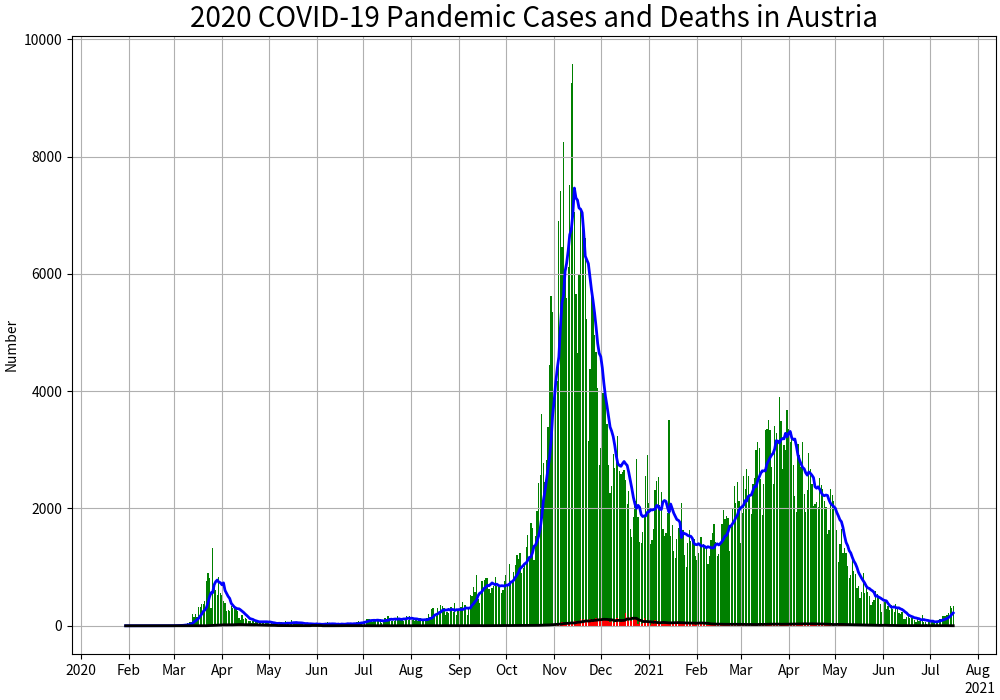 2020 COVID-19 Pandemic Cases and Deaths in Austria
10000
8000
6000
4000
2000
0
Number
2020 Feb Mar Apr May Jun Jul Aug Sep Oct Nov Dec 2021 Feb Mar Apr May Jun Jul Aug
2021